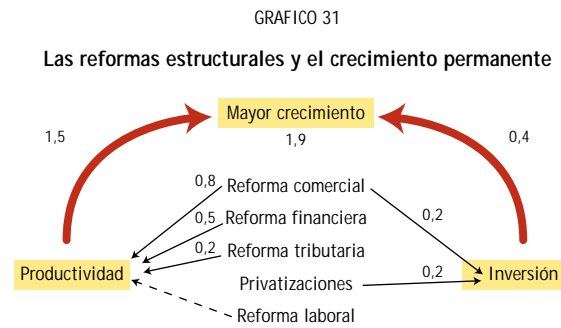 GRAFICO 31
Las reformas estructurales y el crecimiento permanente
Mayor crecimiento
1,5
1,9
0,4
0,8 Reforma comercial
0,5 Reforma financiera
0,2
0,2 Reforma tributaria
Productividad
Privatizaciones
0,2
Inversión
Reforma laboral